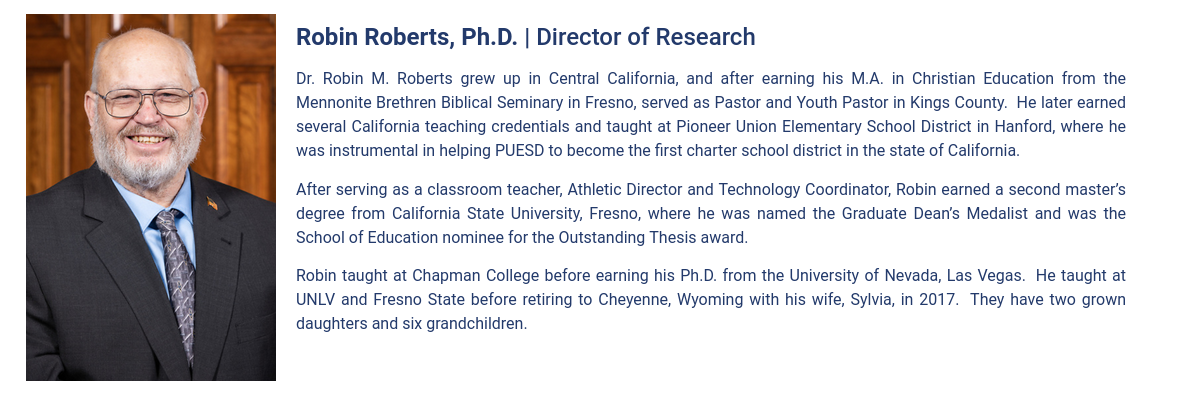 Robin Roberts, Ph.D. | Director of Research
Dr. Robin M. Roberts grew up in Central California, and after earning his M.A. in Christian Education from the
Mennonite Brethren Biblical Seminary in Fresno, served as Pastor and Youth Pastor in Kings County.  He later earned
several California teaching credentials and taught at Pioneer Union Elementary School District in Hanford, where he
was instrumental in helping PUESD to become the first charter school district in the state of California.
After serving as a classroom teacher, Athletic Director and Technology Coordinator, Robin earned a second master’s
degree from California State University, Fresno, where he was named the Graduate Dean’s Medalist and was the
School of Education nominee for the Outstanding Thesis award.
Robin taught at Chapman College before earning his Ph.D. from the University of Nevada, Las Vegas.  He taught at
UNLV and Fresno State before retiring to Cheyenne, Wyoming with his wife, Sylvia, in 2017.  They have two grown
daughters and six grandchildren.